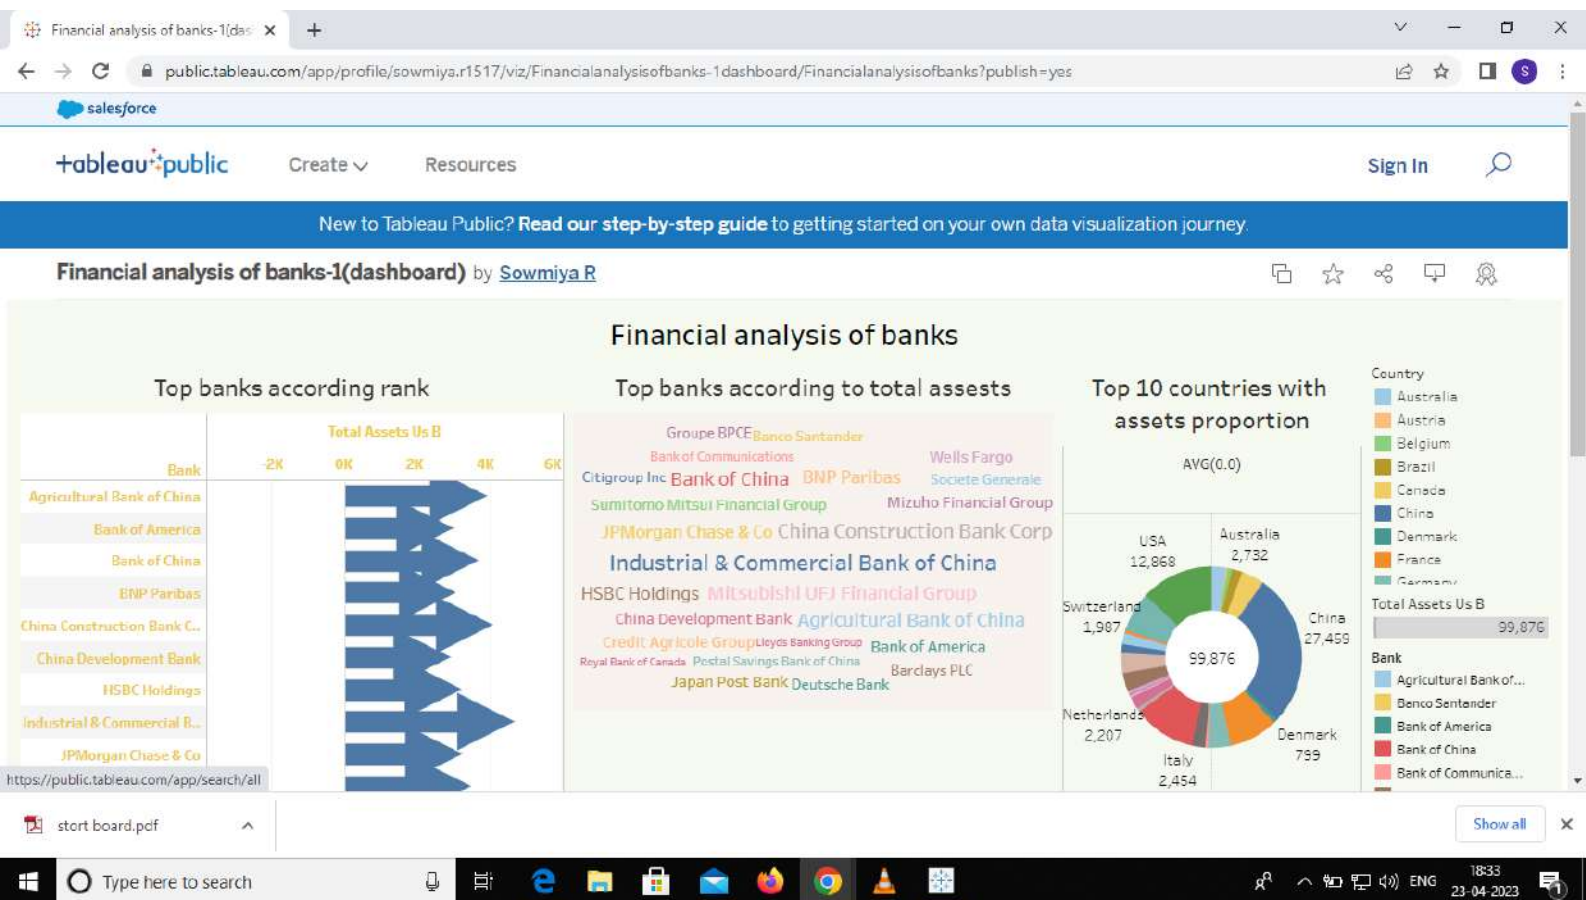 Financial analysis of banks-1(das
public.tableau.com/app/profile/sowmiya.r1517/viz/Financialanalysisofbanks-1dashboard/Financialanalysisofbanks?publish=yes
S
salesforce
+ableau public
Create
Resources
Sign In
New to Tableau Public? Read our step-by-step guide to getting started on your own data visualization journey.
Financial analysis of banks-1(dashboard) by Sowmiya R
Financial analysis of banks
Top banks according rank
Total Assets Us B
Bank
-2K 0K 2K 4K 6K
Agricultural Bank of China
Bank of America
Bank of China
BNP Paribas
China Construction Bank C..
China Development Bank
HSBC Holdings
Industrial & Commercial B..
JPMorgan Chase & Co
Top banks according to total assests
Groupe BPCE Banco Santander
Bank of Communications Wells Fargo
Citigroup Inc Bank of China BNP Paribas Societe Generale
Sumitomo Mitsui Financial Group Mizuho Financial Group
JPMorgan Chase & Co China Construction Bank Corp
Industrial & Commercial Bank of China
HSBC Holdings Mitsubishi UFJ Financial Group
China Development Bank Agricultural Bank of China
Credit Agricole Group Lloyds Banking Group Bank of America
Royal Bank of Canada Postal Savings Bank of China Barclays PLC
Japan Post Bank Deutsche Bank
Top 10 countries with
assets proportion
AVG(0.0)
USA
12,868
Australia
2,732
Switzerland
1,987
China
27,459
99,876
Netherlands
2,207
Denmark
799
Italy
2,454
Country
Australia
Austria
Belgium
Brazil
Canada
China
Denmark
France
Germany
Total Assets Us B
99,876
Bank
Agricultural Bank of...
Banco Santander
Bank of America
Bank of China
Bank of Communica...
https://public.tableau.com/app/search/all
stort board.pdf
Show all
Type here to search
ENG
18:33
23-04-2023
1